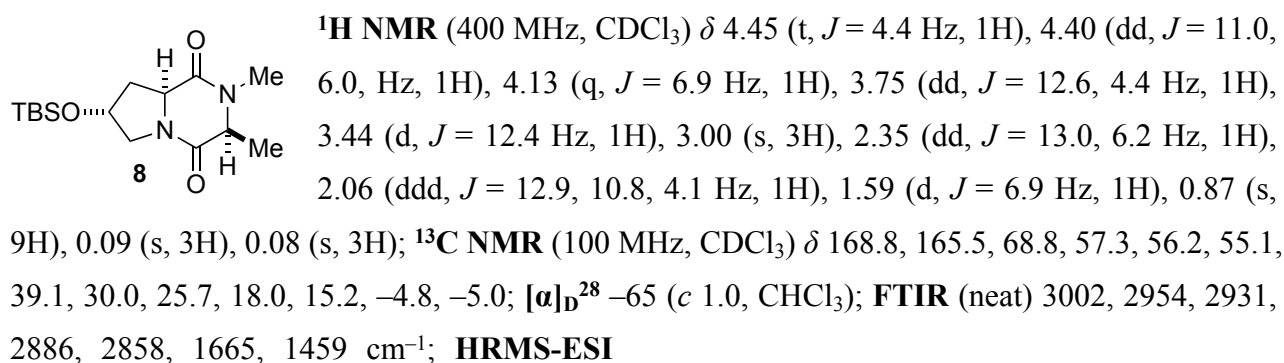 ¹H NMR (400 MHz, CDCl₃) δ 4.45 (t, J = 4.4 Hz, 1H), 4.40 (dd, J = 11.0,
6.0, Hz, 1H), 4.13 (q, J = 6.9 Hz, 1H), 3.75 (dd, J = 12.6, 4.4 Hz, 1H),
3.44 (d, J = 12.4 Hz, 1H), 3.00 (s, 3H), 2.35 (dd, J = 13.0, 6.2 Hz, 1H),
2.06 (ddd, J = 12.9, 10.8, 4.1 Hz, 1H), 1.59 (d, J = 6.9 Hz, 1H), 0.87 (s,
9H), 0.09 (s, 3H), 0.08 (s, 3H); ¹³C NMR (100 MHz, CDCl₃) δ 168.8, 165.5, 68.8, 57.3, 56.2, 55.1,
39.1, 30.0, 25.7, 18.0, 15.2, –4.8, –5.0; [α]D²⁸ –65 (c 1.0, CHCl₃); FTIR (neat) 3002, 2954, 2931,
2886, 2858, 1665, 1459 cm⁻¹; HRMS-ESI
O
H
N
Me
TBSO
N
H
Me
O
8